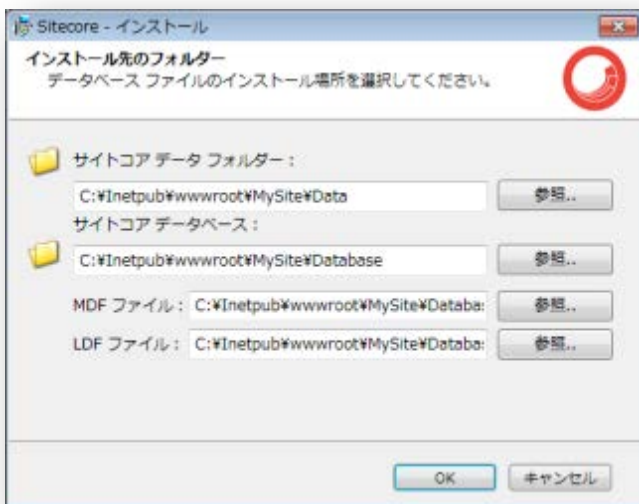 Sitecore - インストール
インストール先のフォルダー
データベース ファイルのインストール場所を選択してください。
サイトコア データ フォルダー：
C:¥Inetpub¥wwwroot¥MySite¥Data
参照..
サイトコア データベース：
C:¥Inetpub¥wwwroot¥MySite¥Database
参照..
MDF ファイル： C:¥Inetpub¥wwwroot¥MySite¥Databa
参照..
LDF ファイル： C:¥Inetpub¥wwwroot¥MySite¥Databa
参照..
OK キャンセル